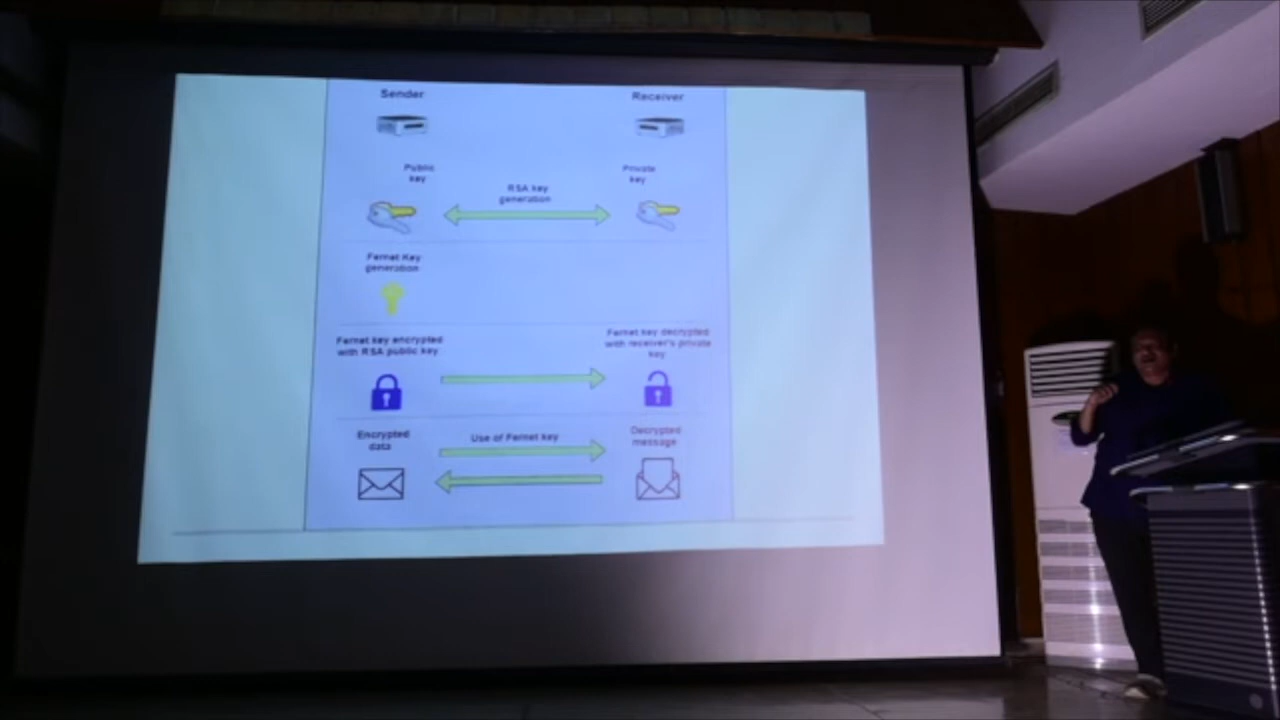 Sender
Receiver
Public
key
Private
key
RSA key
generation
Fernet Key
generation
Fernet key encrypted
with RSA public key
Fernet key decrypted
with receiver's private
key
Encrypted
data
Use of Fernet key
Decrypted
message